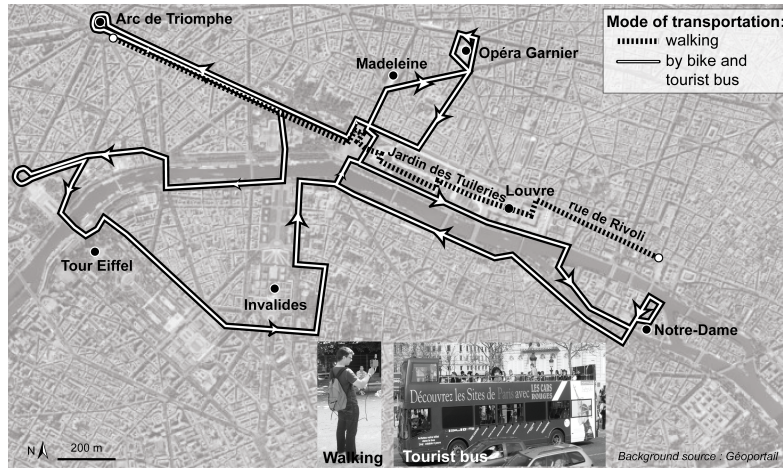 Arc de Triomphe
Mode of transportation:
walking
by bike and
tourist bus
Opéra Garnier
Madeleine
Jardin des Tuileries
Louvre
rue de Rivoli
Tour Eiffel
Invalides
Notre-Dame
Découvrez les Sites de Paris avec
LES CARS
ROUGES
N
200 m
Walking
Tourist bus
Background source : Géoportail